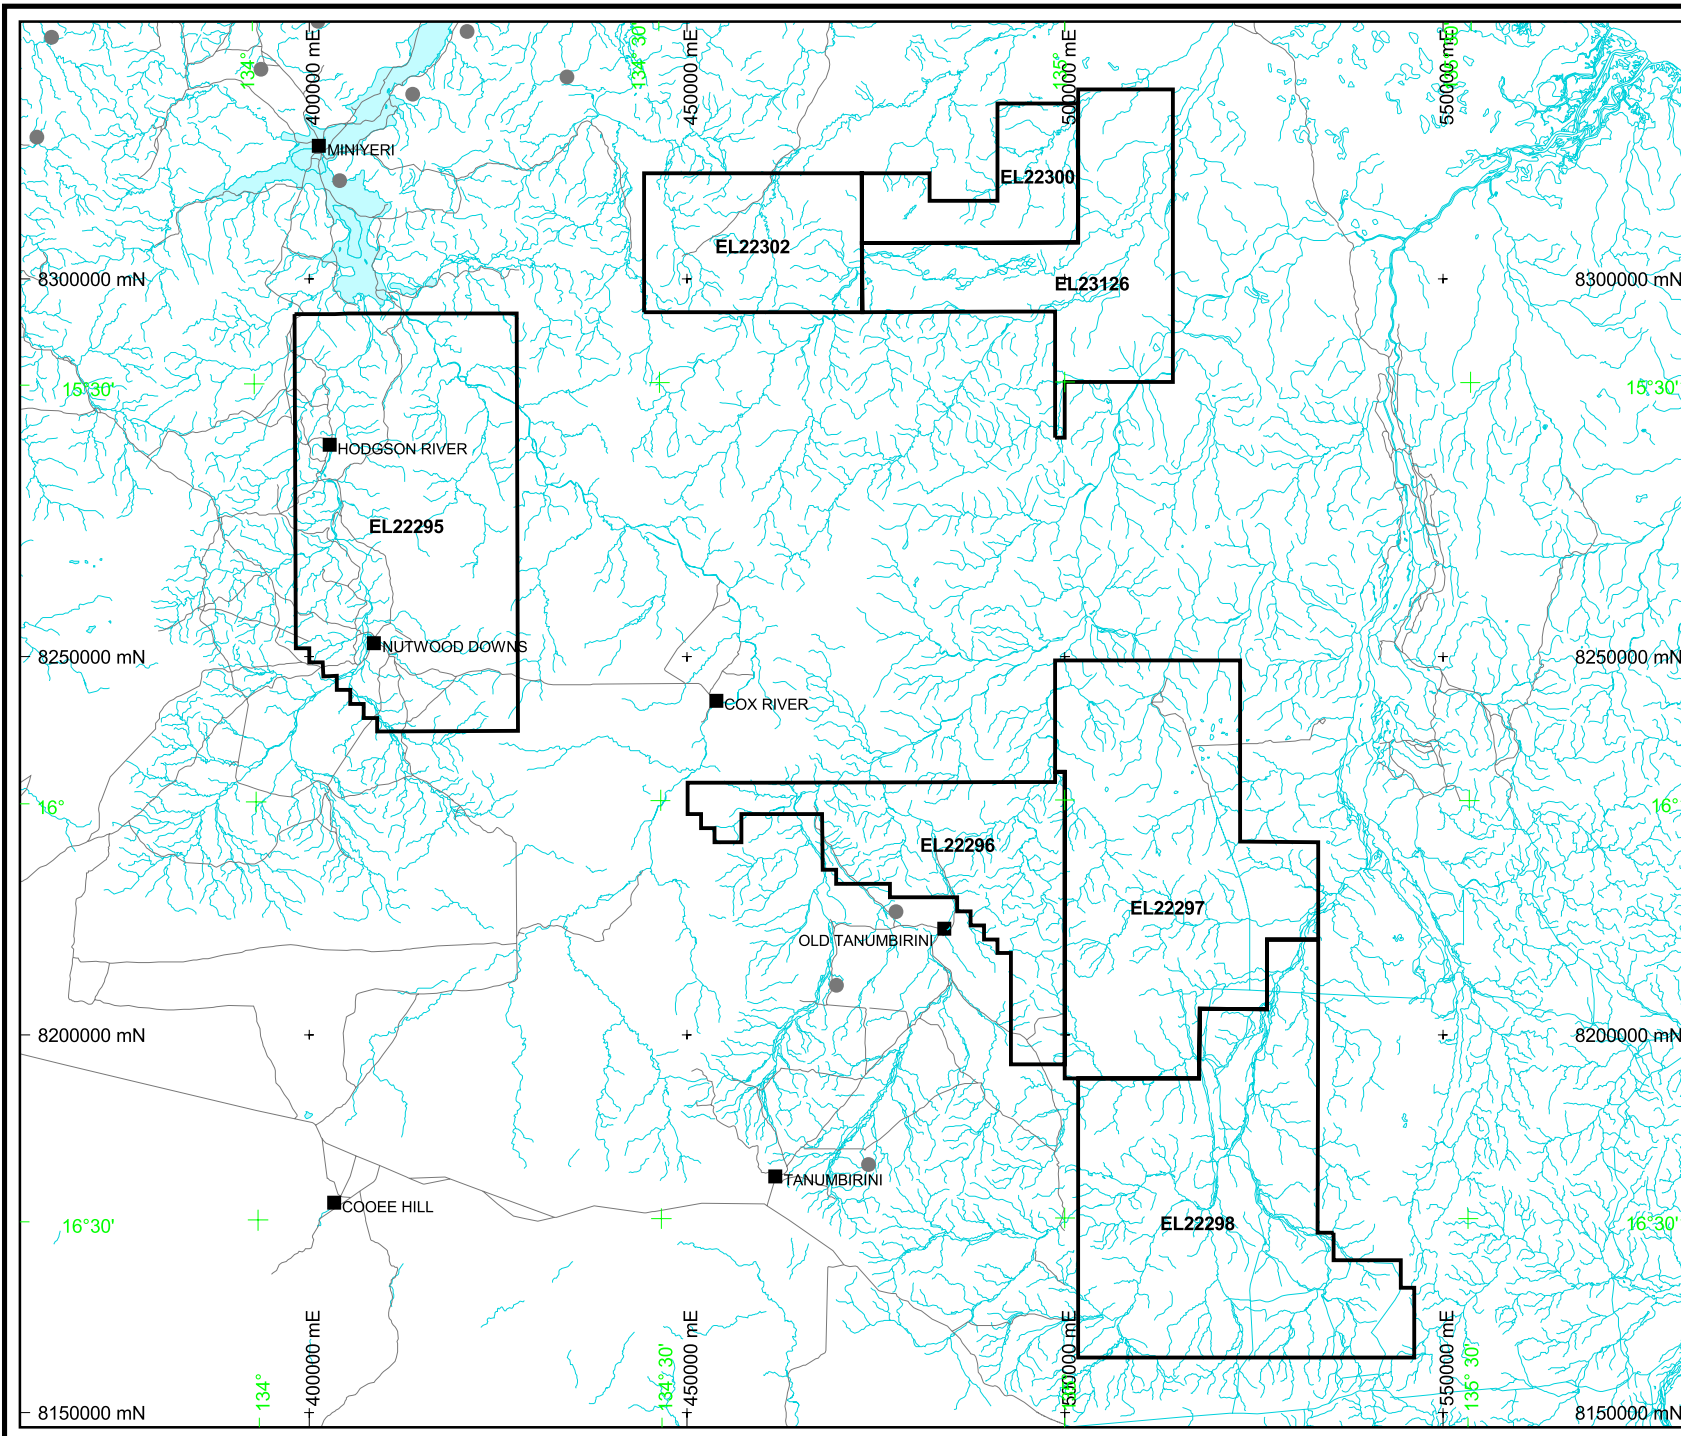 134°
400000 mE
134° 30'
450000 mE
135°
500000 mE
550000 mE
MINIYERI
EL22300
EL22302
8300000 mN
EL23126
8300000 mN
15°30'
15°30'
HODGSON RIVER
EL22295
NUTWOOD DOWNS
8250000 mN
8250000 mN
COX RIVER
16°
16°
EL22296
EL22297
OLD TANUMBIRINI
8200000 mN
8200000 mN
TANUMBIRINI
COOEE HILL
16°30'
EL22298
16°30'
134°
400000 mE
134° 30'
450000 mE
500000 mE
550000 mE
135° 30'
8150000 mN
8150000 mN